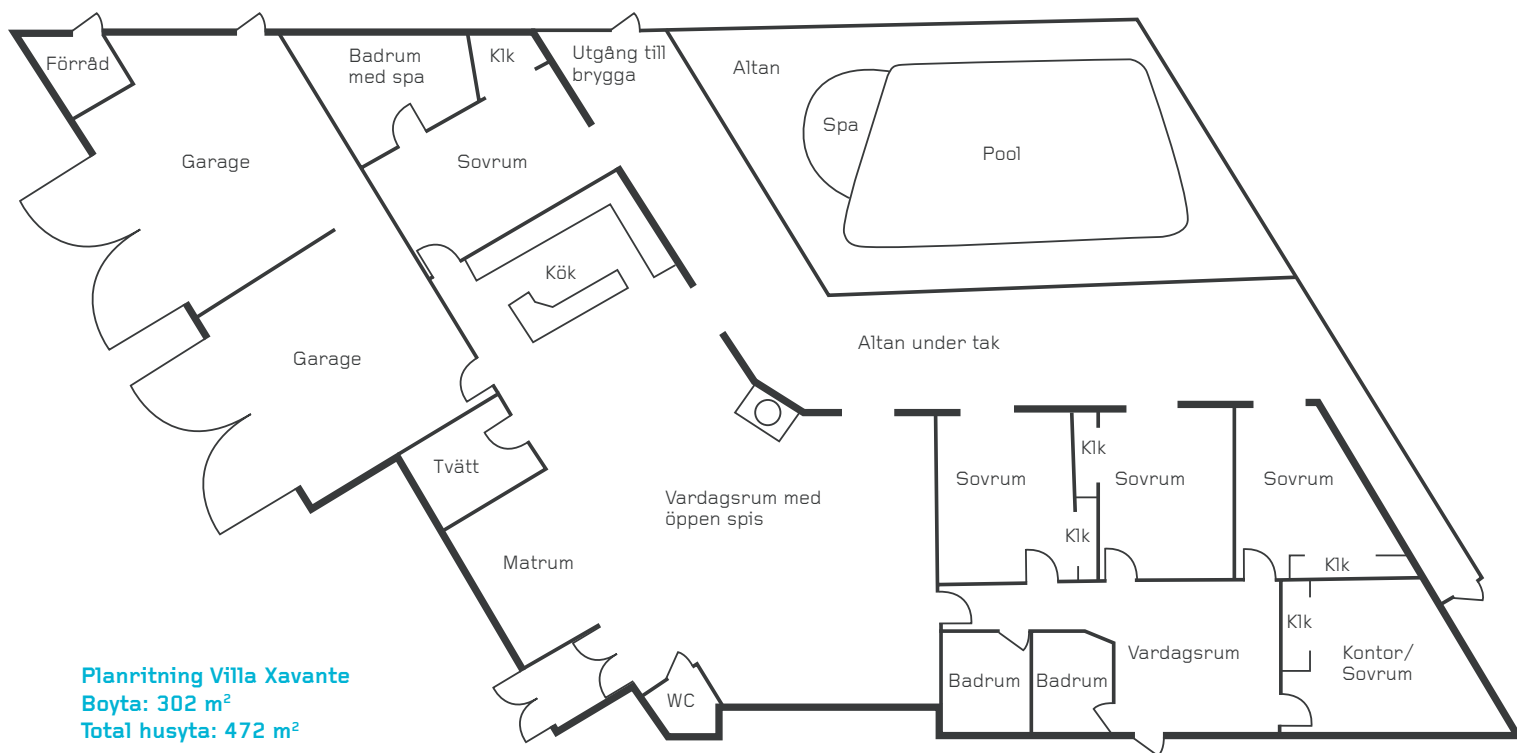 Förråd
Badrum
med spa
Klk
Utgång till
brygga
Altan
Spa
Pool
Garage
Sovrum
Kök
Garage
Altan under tak
Tvätt
Vardagsrum med
öppen spis
Sovrum
Klk
Sovrum
Sovrum
Klk
Klk
Matrum
Klk
Vardagsrum
Kontor/
Sovrum
WC
Badrum
Badrum
Planritning Villa Xavante
Boyta: 302 m²
Total husyta: 472 m²